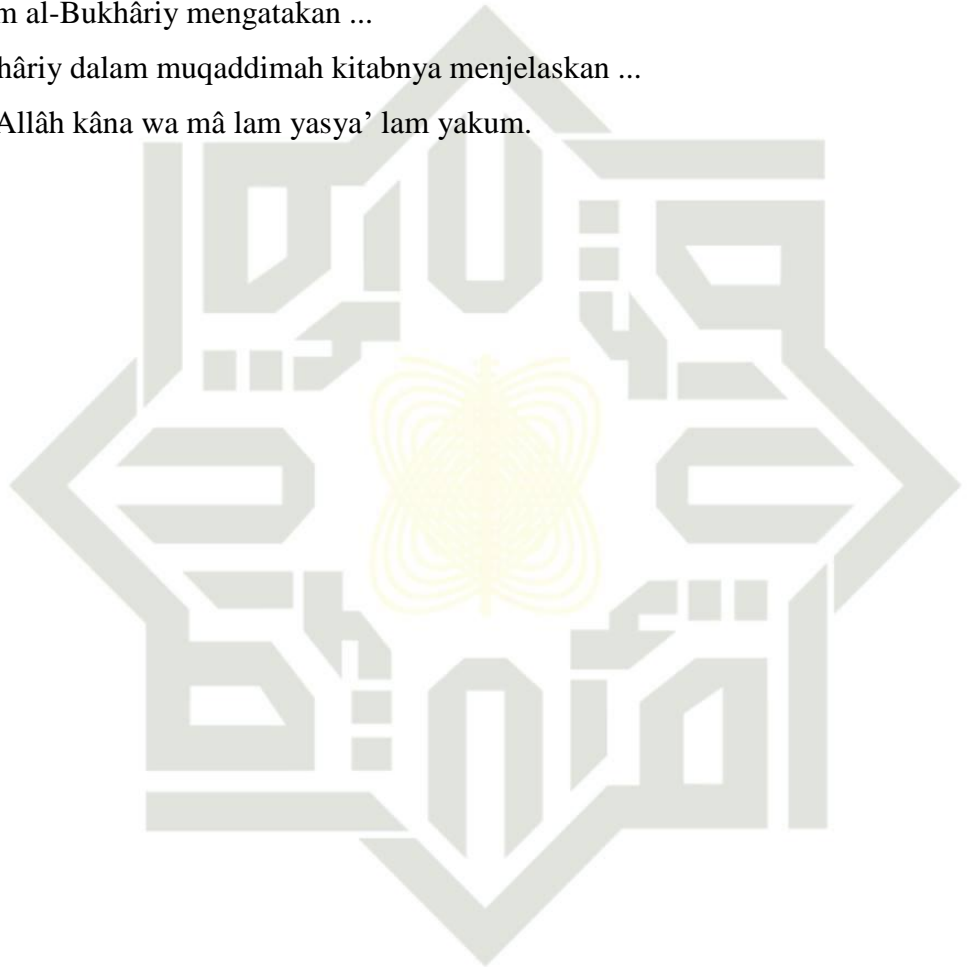 m al-Bukhâriy mengatakan ...
hâriy dalam muqaddimah kitabnya menjelaskan ...
Allâh kâna wa mâ lam yasya’ lam yakum.